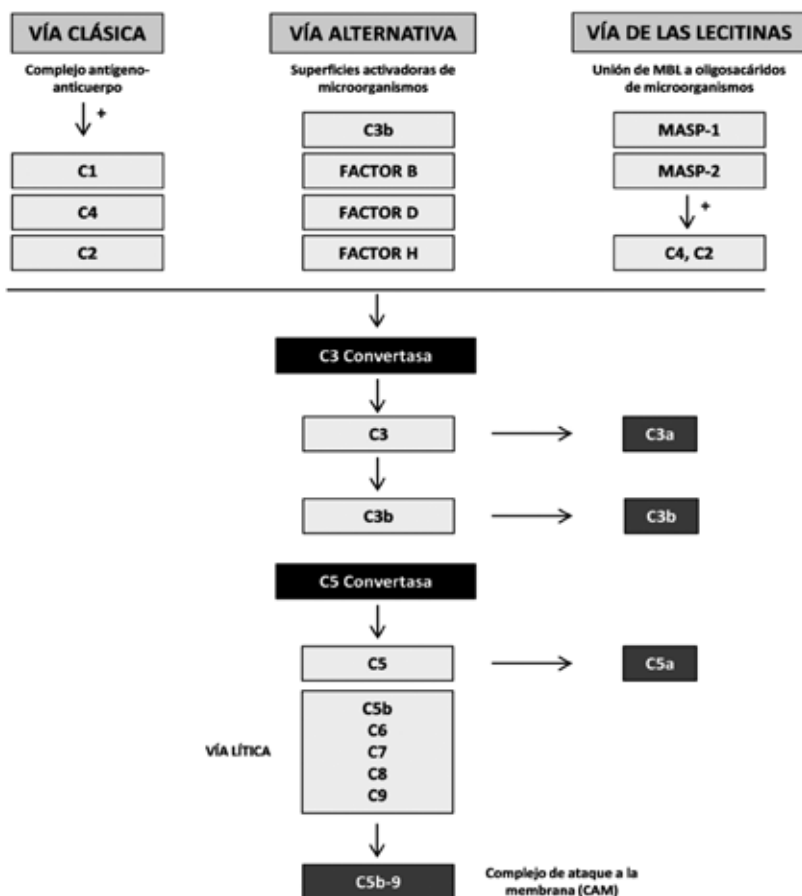 VÍA CLÁSICA
Complejo antígeno-
anticuerpo
+
C1
C4
C2
VÍA ALTERNATIVA
Superficies activadoras de
microorganismos
C3b
FACTOR B
FACTOR D
FACTOR H
VÍA DE LAS LECITINAS
Unión de MBL a oligosacáridos
de microorganismos
MASP-1
MASP-2
+
C4, C2
C3 Convertasa
C3
C3a
C3b
C3b
C5 Convertasa
C5
C5a
VÍA LÍTICA
C5b
C6
C7
C8
C9
C5b-9
Complejo de ataque a la
membrana (CAM)